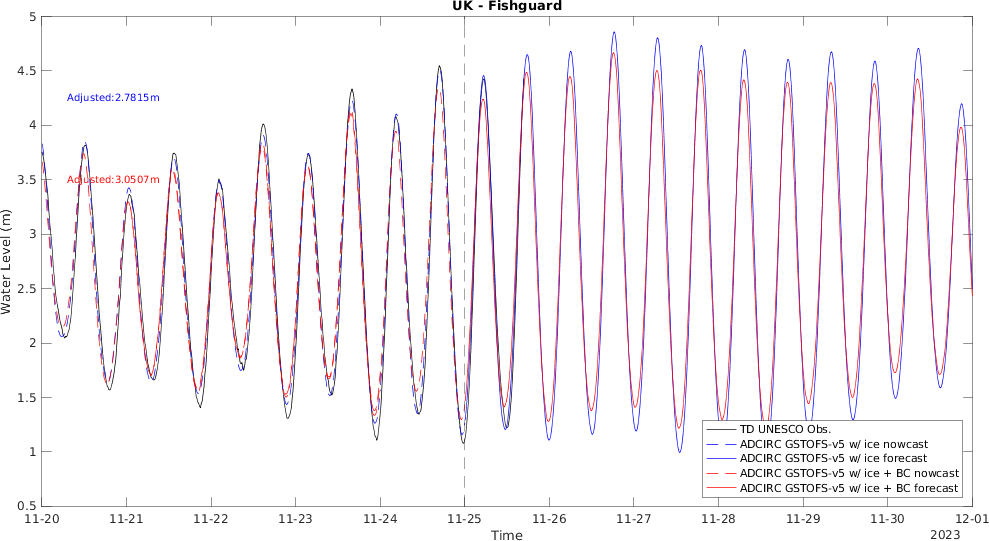 UK - Fishguard
5
4.5
4
3.5
3
2.5
2
1.5
1
0.5
Water Level (m)
Adjusted:2.7815m
Adjusted:3.0507m
TD UNESCO Obs.
ADCIRC GSTOFS-v5 w/ ice nowcast
ADCIRC GSTOFS-v5 w/ ice forecast
ADCIRC GSTOFS-v5 w/ ice + BC nowcast
ADCIRC GSTOFS-v5 w/ ice + BC forecast
11-20 11-21 11-22 11-23 11-24 11-25 11-26 11-27 11-28 11-29 11-30 12-01
Time
2023